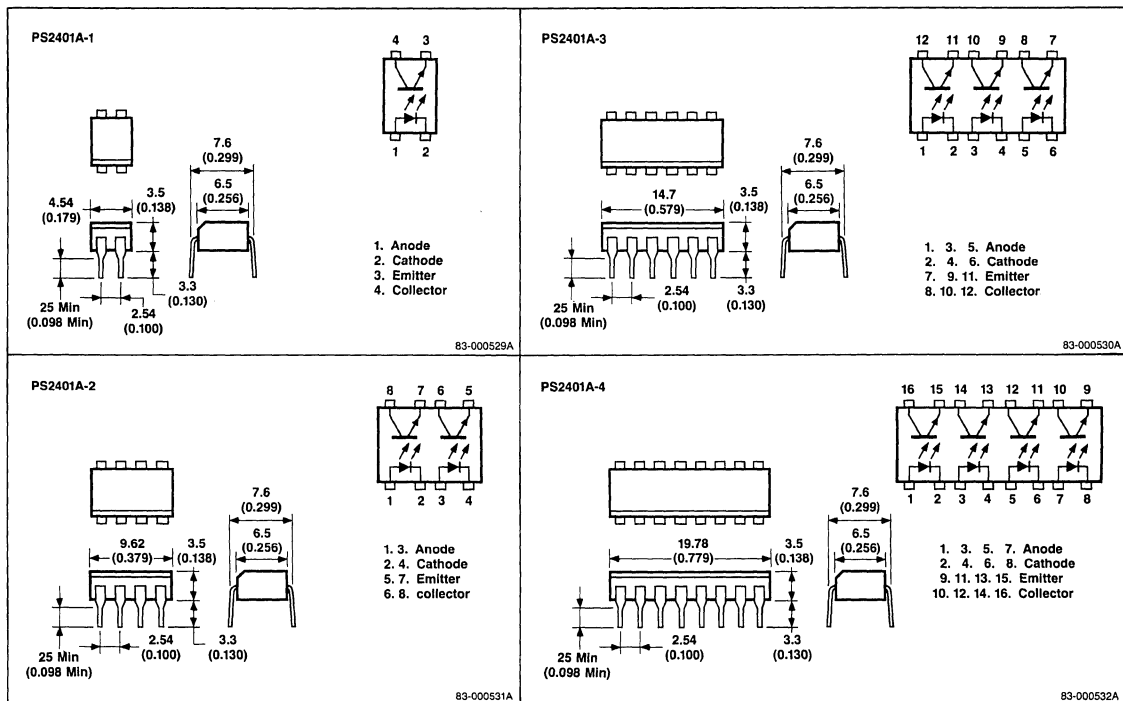 PS2401A-1
4 3
1 2
7.6
(0.299)
6.5
(0.256)
4.54
(0.179)
3.5
(0.138)
25 Min
(0.098 Min)
2.54
(0.100)
3.3
(0.130)
1. Anode
2. Cathode
3. Emitter
4. Collector
83-000529A
PS2401A-3
12 11 10 9 8 7
1 2 3 4 5 6
14.7
(0.579)
3.5
(0.138)
7.6
(0.299)
6.5
(0.256)
25 Min
(0.098 Min)
2.54
(0.100)
3.3
(0.130)
1. 3. 5. Anode
2. 4. 6. Cathode
7. 9. 11. Emitter
8. 10. 12. Collector
83-000530A
PS2401A-2
8 7 6 5
1 2 3 4
9.62
(0.379)
3.5
(0.138)
7.6
(0.299)
6.5
(0.256)
25 Min
(0.098 Min)
2.54
(0.100)
3.3
(0.130)
1. 3. Anode
2. 4. Cathode
5. 7. Emitter
6. 8. collector
83-000531A
PS2401A-4
16 15 14 13 12 11 10 9
1 2 3 4 5 6 7 8
19.78
(0.779)
3.5
(0.138)
7.6
(0.299)
6.5
(0.256)
25 Min
(0.098 Min)
2.54
(0.100)
3.3
(0.130)
1. 3. 5. 7. Anode
2. 4. 6. 8. Cathode
9. 11. 13. 15. Emitter
10. 12. 14. 16. Collector
83-000532A